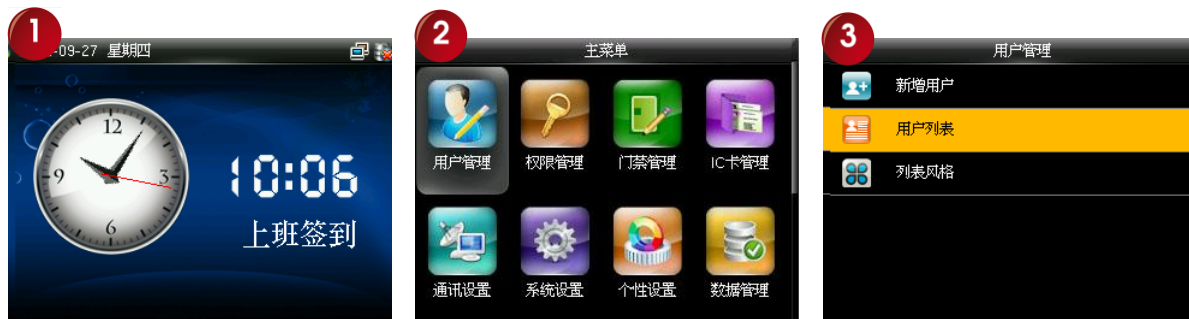 1
-09-27 星期四
12
9
3
6
10:06
上班签到
2
主菜单
用户管理 权限管理 门禁管理 IC卡管理
通讯设置 系统设置 个性设置 数据管理
3
用户管理
新增用户
用户列表
列表风格